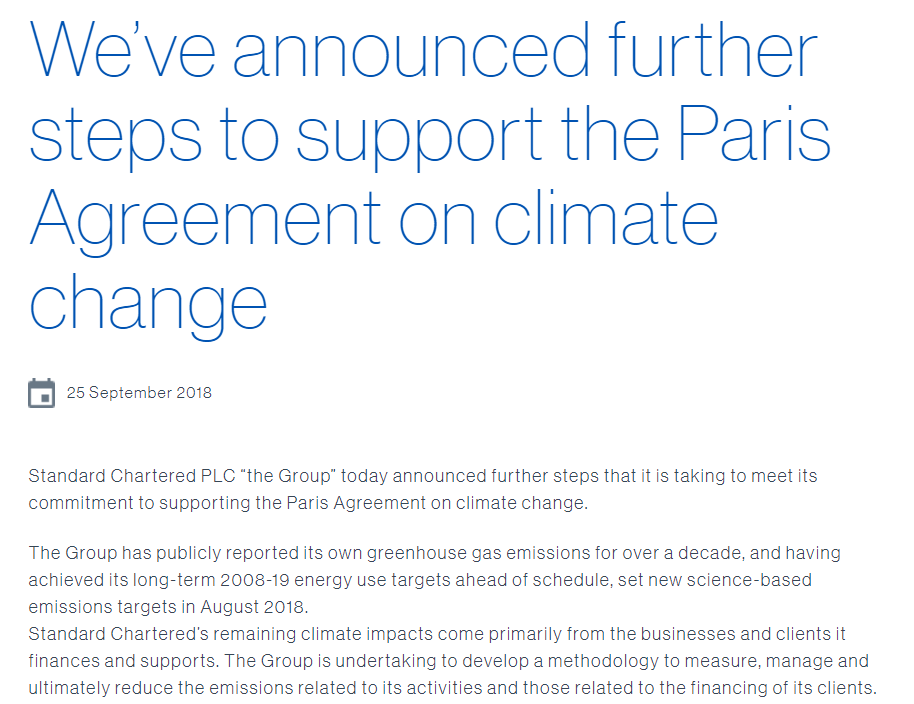 We’ve announced further
steps to support the Paris
Agreement on climate
change
25 September 2018
Standard Chartered PLC “the Group” today announced further steps that it is taking to meet its
commitment to supporting the Paris Agreement on climate change.
The Group has publicly reported its own greenhouse gas emissions for over a decade, and having
achieved its long-term 2008-19 energy use targets ahead of schedule, set new science-based
emissions targets in August 2018.
Standard Chartered’s remaining climate impacts come primarily from the businesses and clients it
finances and supports. The Group is undertaking to develop a methodology to measure, manage and
ultimately reduce the emissions related to its activities and those related to the financing of its clients.